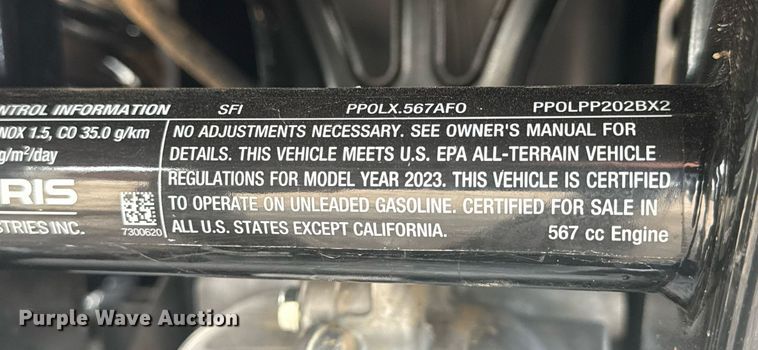 NTROL INFORMATION SFI PPOLX.567AFO PPOLPP202BX2
NOX 1.5, CO 35.0 g/km
g/m²/day
RIS
STRIES INC.
7300620
NO ADJUSTMENTS NECESSARY. SEE OWNER'S MANUAL FOR
DETAILS. THIS VEHICLE MEETS U.S. EPA ALL-TERRAIN VEHICLE
REGULATIONS FOR MODEL YEAR 2023. THIS VEHICLE IS CERTIFIED
TO OPERATE ON UNLEADED GASOLINE. CERTIFIED FOR SALE IN
ALL U.S. STATES EXCEPT CALIFORNIA. 567 cc Engine
Purple Wave Auction